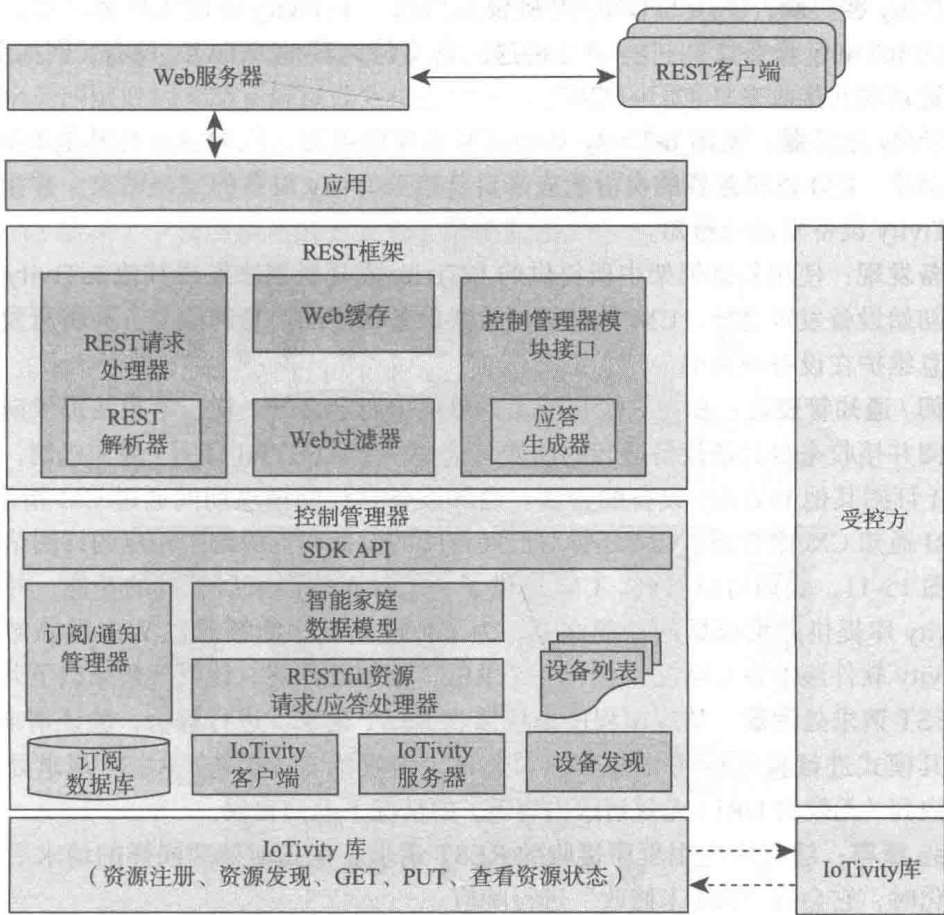 Web服务器
REST客户端
应用
REST框架
REST请求
处理器
REST
解析器
Web缓存
Web过滤器
控制管理器模
块接口
应答
生成器
控制管理器
SDK API
订阅/通知
管理器
订阅
数据库
智能家庭
数据模型
RESTful资源
请求/应答处理器
IoTivity
客户端
IoTivity
服务器
设备列表
设备发现
受控方
IoTivity 库
（资源注册、资源发现、GET、PUT、查看资源状态）
IoTivity库